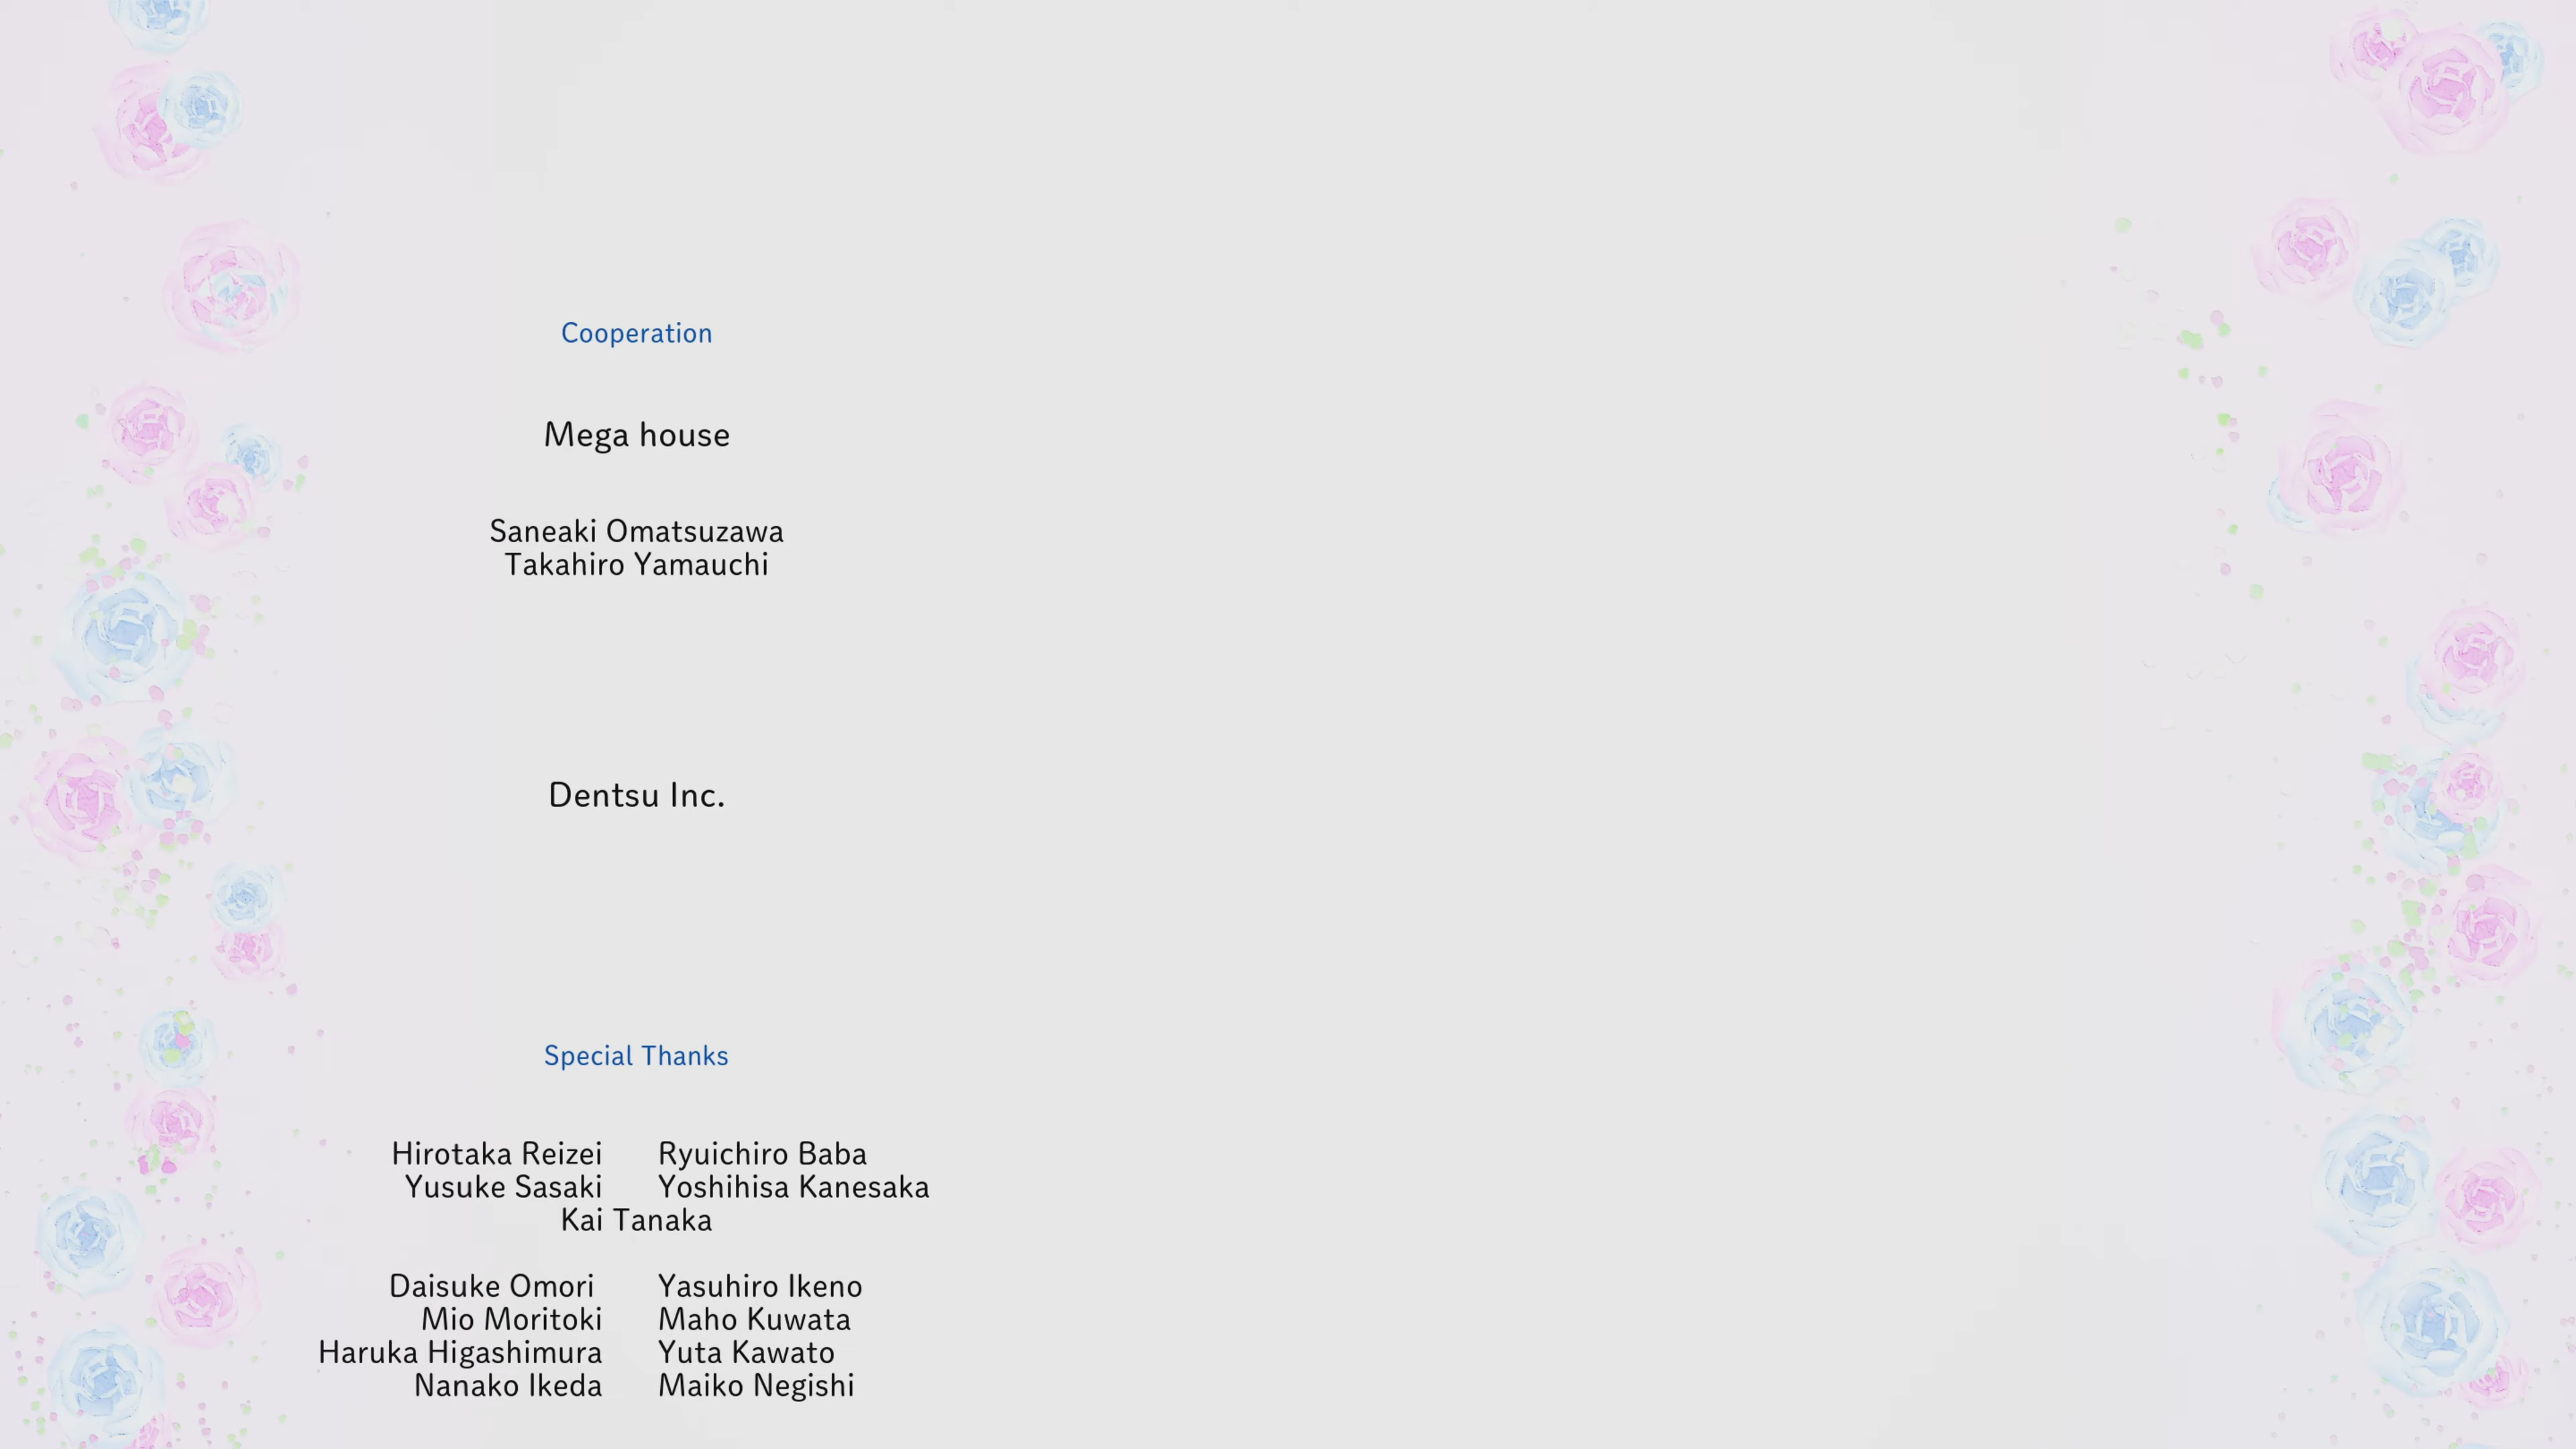 Cooperation
Mega house
Saneaki Omatsuzawa
Takahiro Yamauchi
Dentsu Inc.
Special Thanks
Hirotaka Reizei Ryuichiro Baba
Yusuke Sasaki Yoshihisa Kanesaka
Kai Tanaka
Daisuke Omori Yasuhiro Ikeno
Mio Moritoki Maho Kuwata
Haruka Higashimura Yuta Kawato
Nanako Ikeda Maiko Negishi